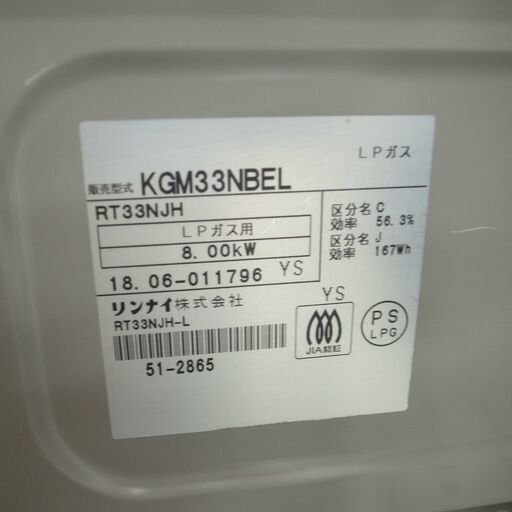 LPガス
販売型式 KGM33NBEL
RT33NJH
LPガス用
8.00kW
区分名 C
効率 56.3%
区分名 J
効率 167Wh
18.06-011796 YS
リンナイ株式会社
RT33NJH-L
51-2865
YS
JIA認証
PS
LPG